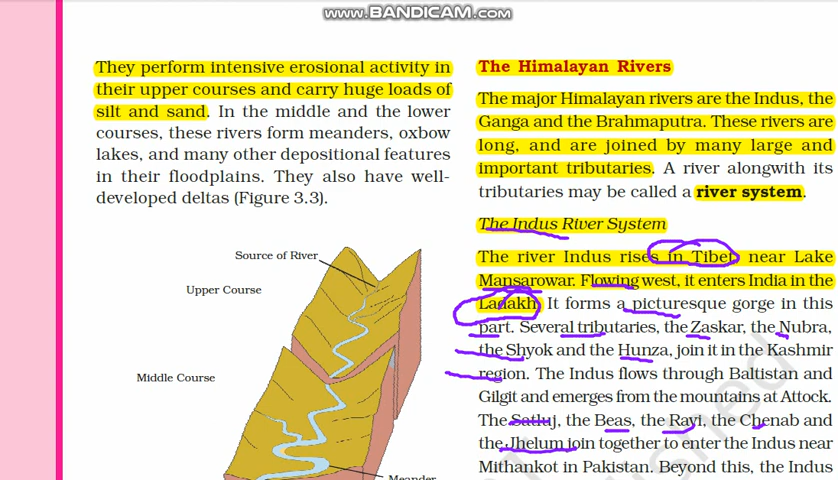 www.BANDICAM.com
They perform intensive erosional activity in
their upper courses and carry huge loads of
silt and sand. In the middle and the lower
courses, these rivers form meanders, oxbow
lakes, and many other depositional features
in their floodplains. They also have well-
developed deltas (Figure 3.3).
Source of River
Upper Course
Middle Course
Meander
The Himalayan Rivers
The major Himalayan rivers are the Indus, the
Ganga and the Brahmaputra. These rivers are
long, and are joined by many large and
important tributaries. A river alongwith its
tributaries may be called a river system.
The Indus River System
The river Indus rises in Tibet, near Lake
Mansarowar. Flowing west, it enters India in the
Ladakh. It forms a picturesque gorge in this
part. Several tributaries, the Zaskar, the Nubra,
the Shyok and the Hunza, join it in the Kashmir
region. The Indus flows through Baltistan and
Gilgit and emerges from the mountains at Attock.
The Satluj, the Beas, the Ravi, the Chenab and
the Jhelum join together to enter the Indus near
Mithankot in Pakistan. Beyond this, the Indus